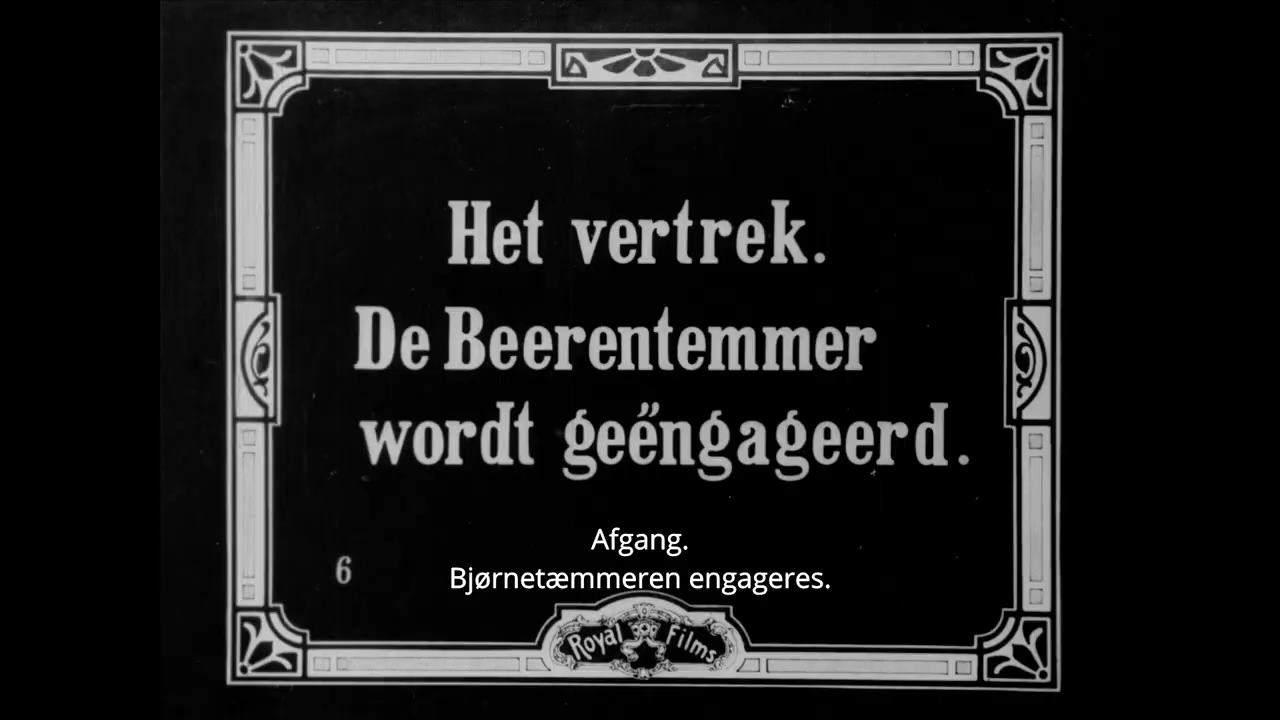 Het vertrek.
De Beerentemmer
wordt geëngageerd.
Afgang.
6
Bjørnetæmmeren engageres.
Royal Films